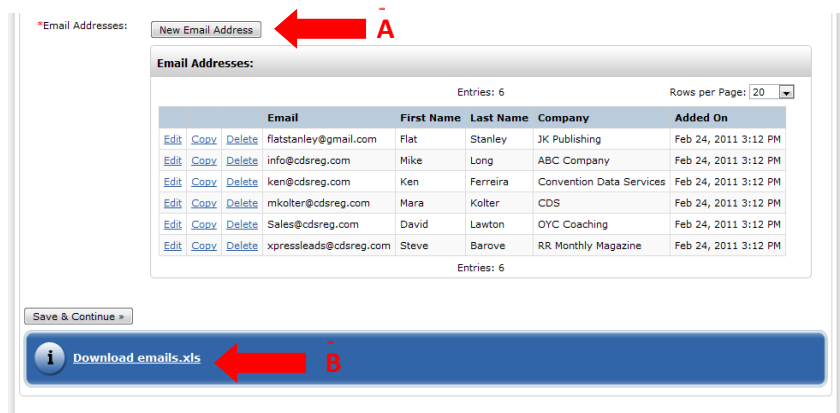 *Email Addresses: New Email Address A
Email Addresses:
Entries: 6 Rows per Page: 20
Email First Name Last Name Company Added On
Edit Copy Delete flatstanley@gmail.com Flat Stanley JK Publishing Feb 24, 2011 3:12 PM
Edit Copy Delete info@cdsreg.com Mike Long ABC Company Feb 24, 2011 3:12 PM
Edit Copy Delete ken@cdsreg.com Ken Ferreira Convention Data Services Feb 24, 2011 3:12 PM
Edit Copy Delete mkolter@cdsreg.com Mara Kolter CDS Feb 24, 2011 3:12 PM
Edit Copy Delete Sales@cdsreg.com David Lawton OYC Coaching Feb 24, 2011 3:12 PM
Edit Copy Delete xpressleads@cdsreg.com Steve Barove RR Monthly Magazine Feb 24, 2011 3:12 PM
Entries: 6
Save & Continue »
i Download emails.xls B